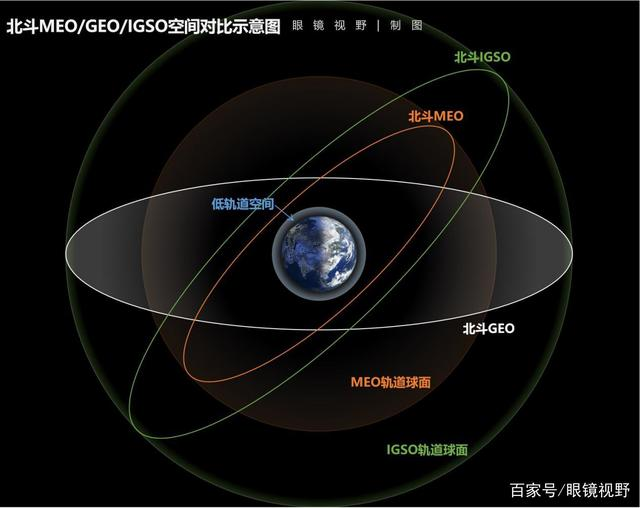 北斗MEO/GEO/IGSO空间对比示意图 眼镜视野 | 制图
北斗IGSO
北斗MEO
低轨道空间
北斗GEO
MEO轨道球面
IGSO轨道球面
百家号/眼镜视野